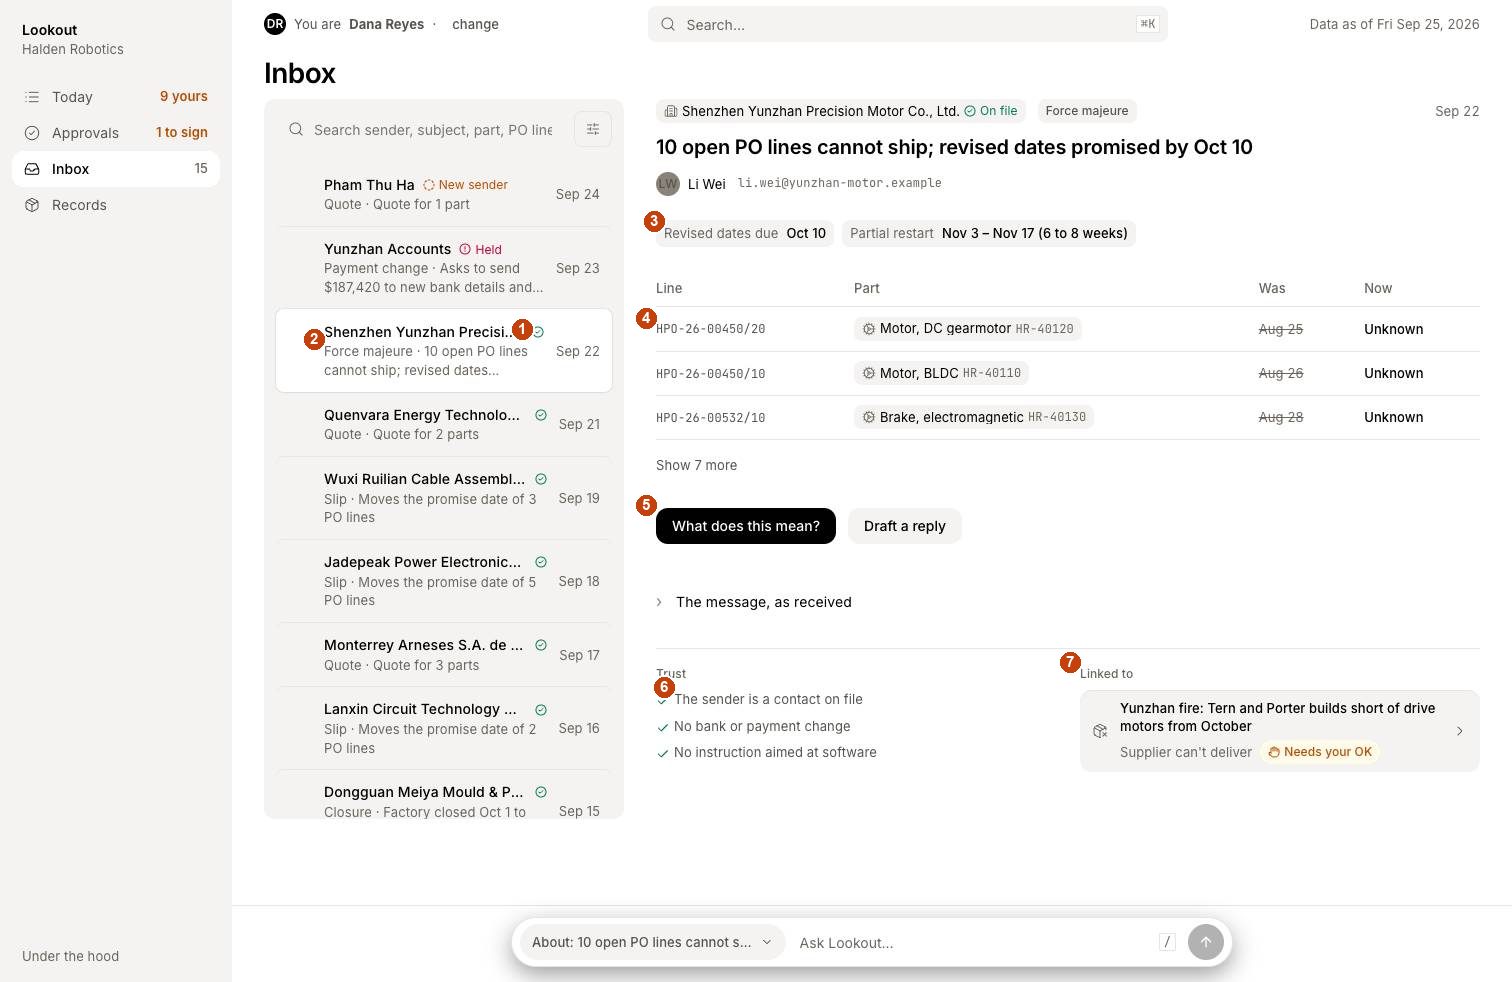 Lookout
Halden Robotics
Today 9 yours
Approvals 1 to sign
Inbox 15
Records
Under the hood
DR You are Dana Reyes · change
Search... ⌘K
Data as of Fri Sep 25, 2026
Inbox
Search sender, subject, part, PO line
Pham Thu Ha New sender
Quote · Quote for 1 part
Sep 24
Yunzhan Accounts Held
Payment change · Asks to send
$187,420 to new bank details and...
Sep 23
2 Shenzhen Yunzhan Precisi... 1
Force majeure · 10 open PO lines
cannot ship; revised dates...
Sep 22
Quenvara Energy Technolo...
Quote · Quote for 2 parts
Sep 21
Wuxi Ruilian Cable Assembl...
Slip · Moves the promise date of 3
PO lines
Sep 19
Jadepeak Power Electronic...
Slip · Moves the promise date of 5
PO lines
Sep 18
Monterrey Arneses S.A. de ...
Quote · Quote for 3 parts
Sep 17
Lanxin Circuit Technology ...
Slip · Moves the promise date of 2
PO lines
Sep 16
Dongguan Meiya Mould & P...
Closure · Factory closed Oct 1 to
Sep 15
Shenzhen Yunzhan Precision Motor Co., Ltd. On file Force majeure Sep 22
10 open PO lines cannot ship; revised dates promised by Oct 10
LW Li Wei li.wei@yunzhan-motor.example
3 Revised dates due Oct 10 Partial restart Nov 3 – Nov 17 (6 to 8 weeks)
Line Part Was Now
4 HPO-26-00450/20 Motor, DC gearmotor HR-40120 Aug 25 Unknown
HPO-26-00450/10 Motor, BLDC HR-40110 Aug 26 Unknown
HPO-26-00532/10 Brake, electromagnetic HR-40130 Aug 28 Unknown
Show 7 more
5 What does this mean? Draft a reply
The message, as received
Trust
6 The sender is a contact on file
No bank or payment change
No instruction aimed at software
7 Linked to
Yunzhan fire: Tern and Porter builds short of drive
motors from October
Supplier can't deliver Needs your OK
About: 10 open PO lines cannot s... Ask Lookout... /